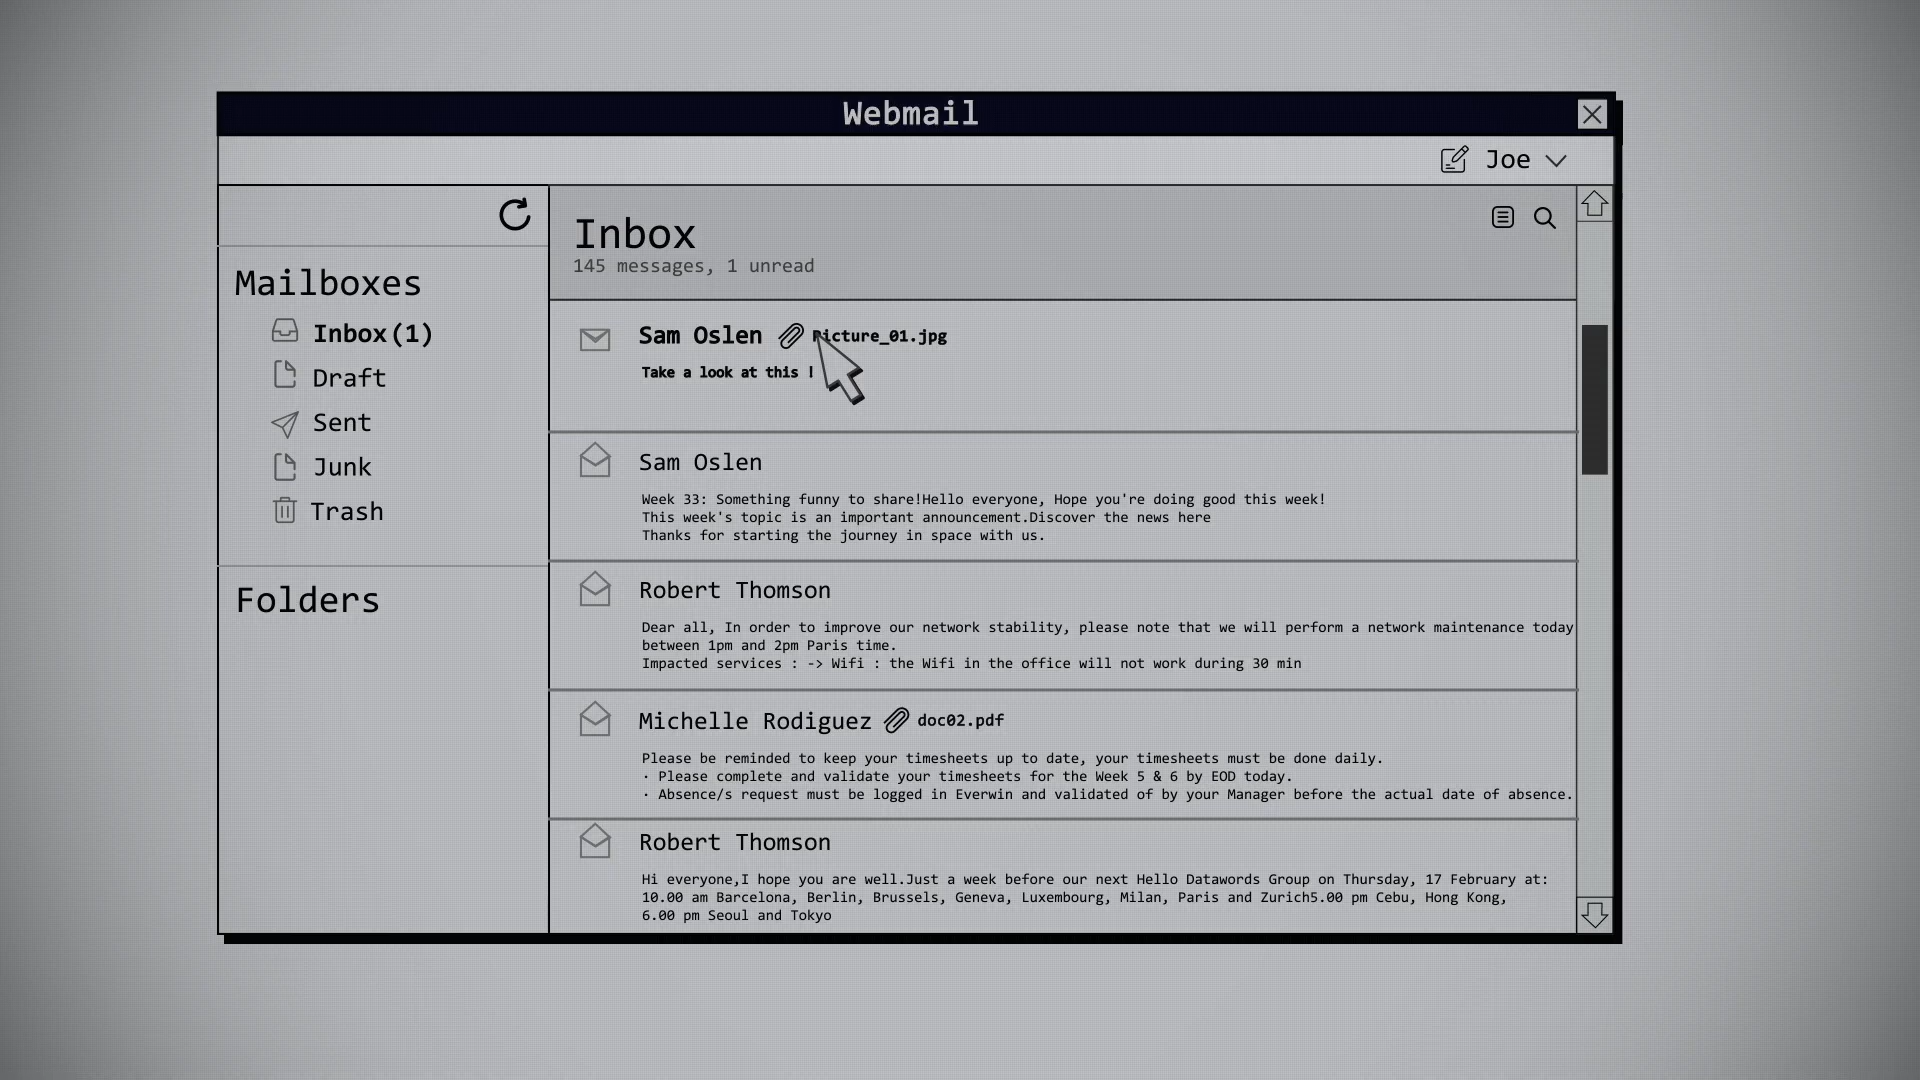 Webmail
Joe
Inbox
145 messages, 1 unread
Mailboxes
Inbox(1)
Draft
Sent
Junk
Trash
Folders
Sam Oslen Picture_01.jpg
Take a look at this !
Sam Oslen
Week 33: Something funny to share!Hello everyone, Hope you're doing good this week!
This week's topic is an important announcement.Discover the news here
Thanks for starting the journey in space with us.
Robert Thomson
Dear all, In order to improve our network stability, please note that we will perform a network maintenance today
between 1pm and 2pm Paris time.
Impacted services : -> Wifi : the Wifi in the office will not work during 30 min
Michelle Rodiguez doc02.pdf
Please be reminded to keep your timesheets up to date, your timesheets must be done daily.
· Please complete and validate your timesheets for the Week 5 & 6 by EOD today.
· Absence/s request must be logged in Everwin and validated of by your Manager before the actual date of absence.
Robert Thomson
Hi everyone,I hope you are well.Just a week before our next Hello Datawords Group on Thursday, 17 February at:
10.00 am Barcelona, Berlin, Brussels, Geneva, Luxembourg, Milan, Paris and Zurich5.00 pm Cebu, Hong Kong,
6.00 pm Seoul and Tokyo